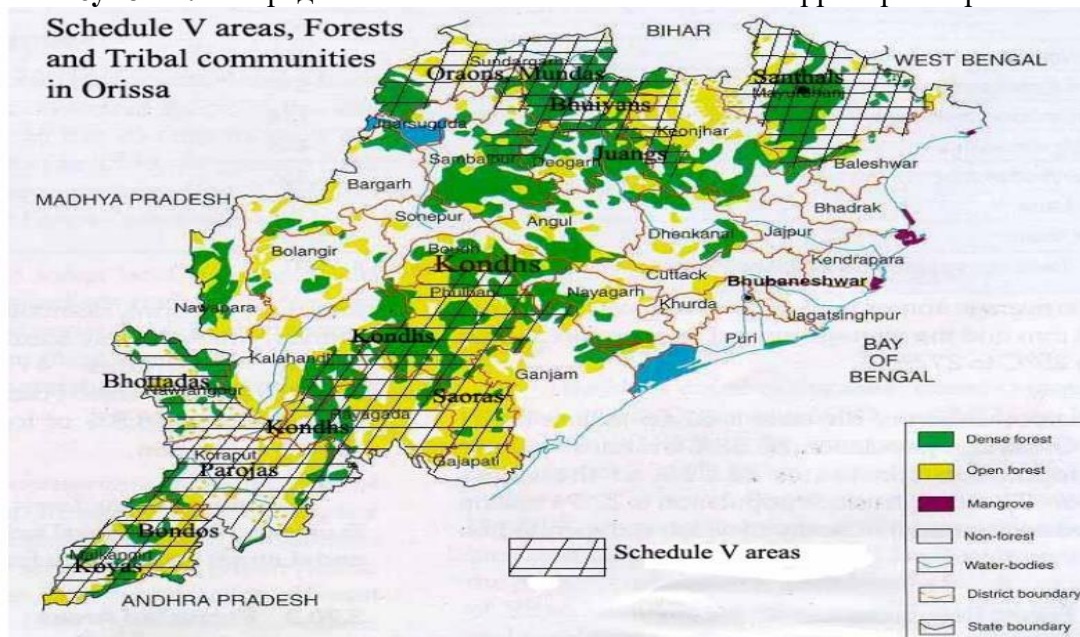 Schedule V areas, Forests
and Tribal communities
in Orissa
BIHAR
WEST BENGAL
Sundargarh
Oraons, Mundas
Santhals
Mayurbhanj
Bhuiyans
Jharsuguda
Keonjhar
Sambalpur
Deogarh
Juangs
Baleshwar
Bargarh
MADHYA PRADESH
Sonepur
Angul
Bhadrak
Dhenkanal
Jajpur
Bolangir
Boudh
Kendrapara
Kondhs
Cuttack
Bhubaneshwar
Phulbani
Nayagarh
Khurda
Nawapara
Jagatsinghpur
Puri
Kondhs
Kalahandi
BAY
OF
BENGAL
Ganjam
Bhottadas
Nawrangpur
Saoras
Rayagada
Kondhs
Koraput
Gajapati
Parojas
Bondos
Malkangiri
Koyas
ANDHRA PRADESH
Schedule V areas
Dense forest
Open forest
Mangrove
Non-forest
Water-bodies
District boundary
State boundary